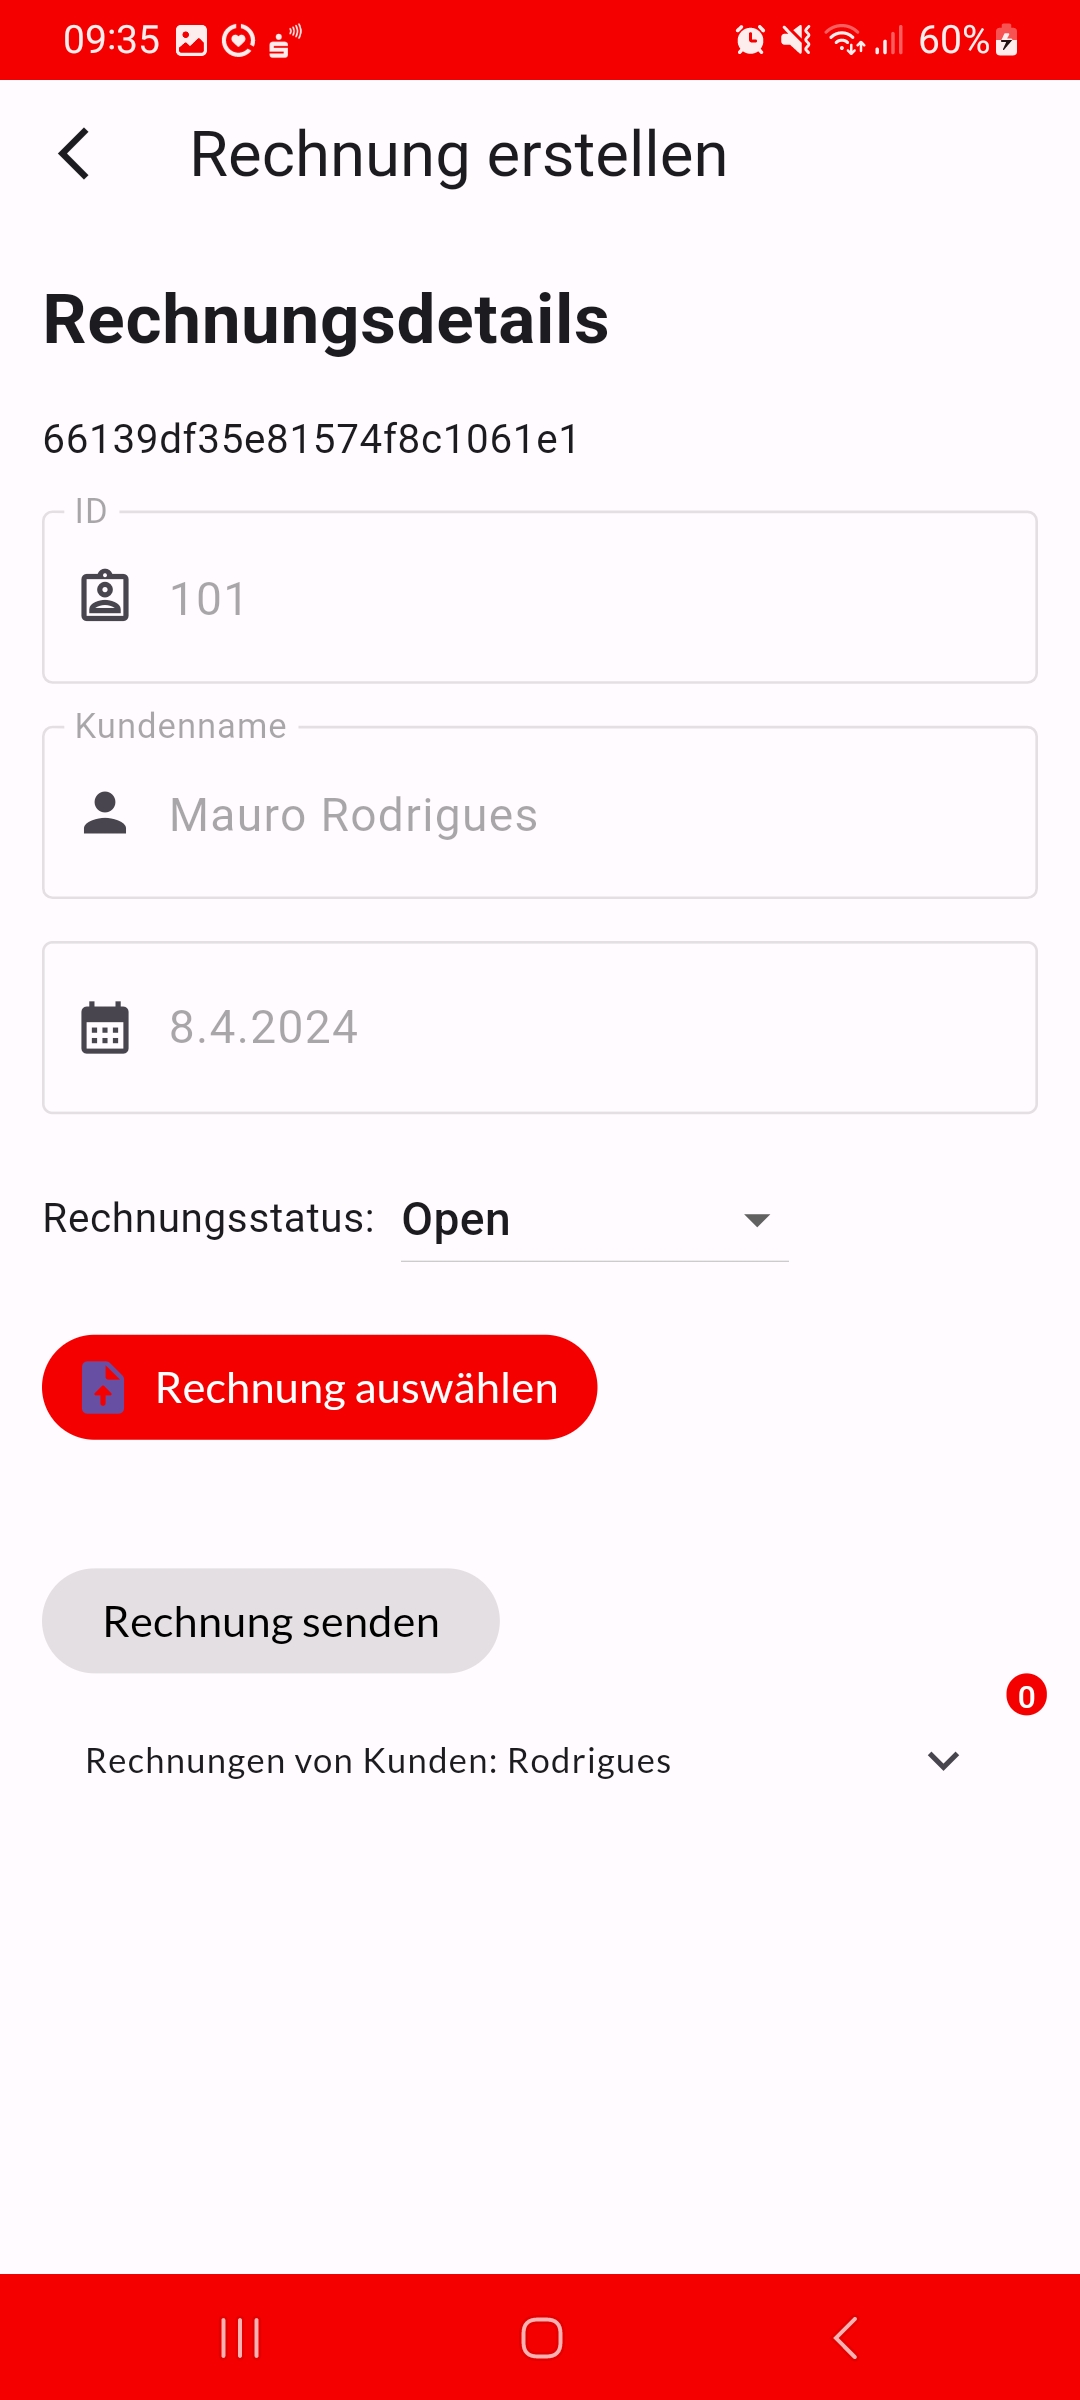 09:35
60%
Rechnung erstellen
Rechnungsdetails
66139df35e81574f8c1061e1
ID
101
Kundenname
Mauro Rodrigues
8.4.2024
Rechnungsstatus: Open
Rechnung auswählen
Rechnung senden
0
Rechnungen von Kunden: Rodrigues